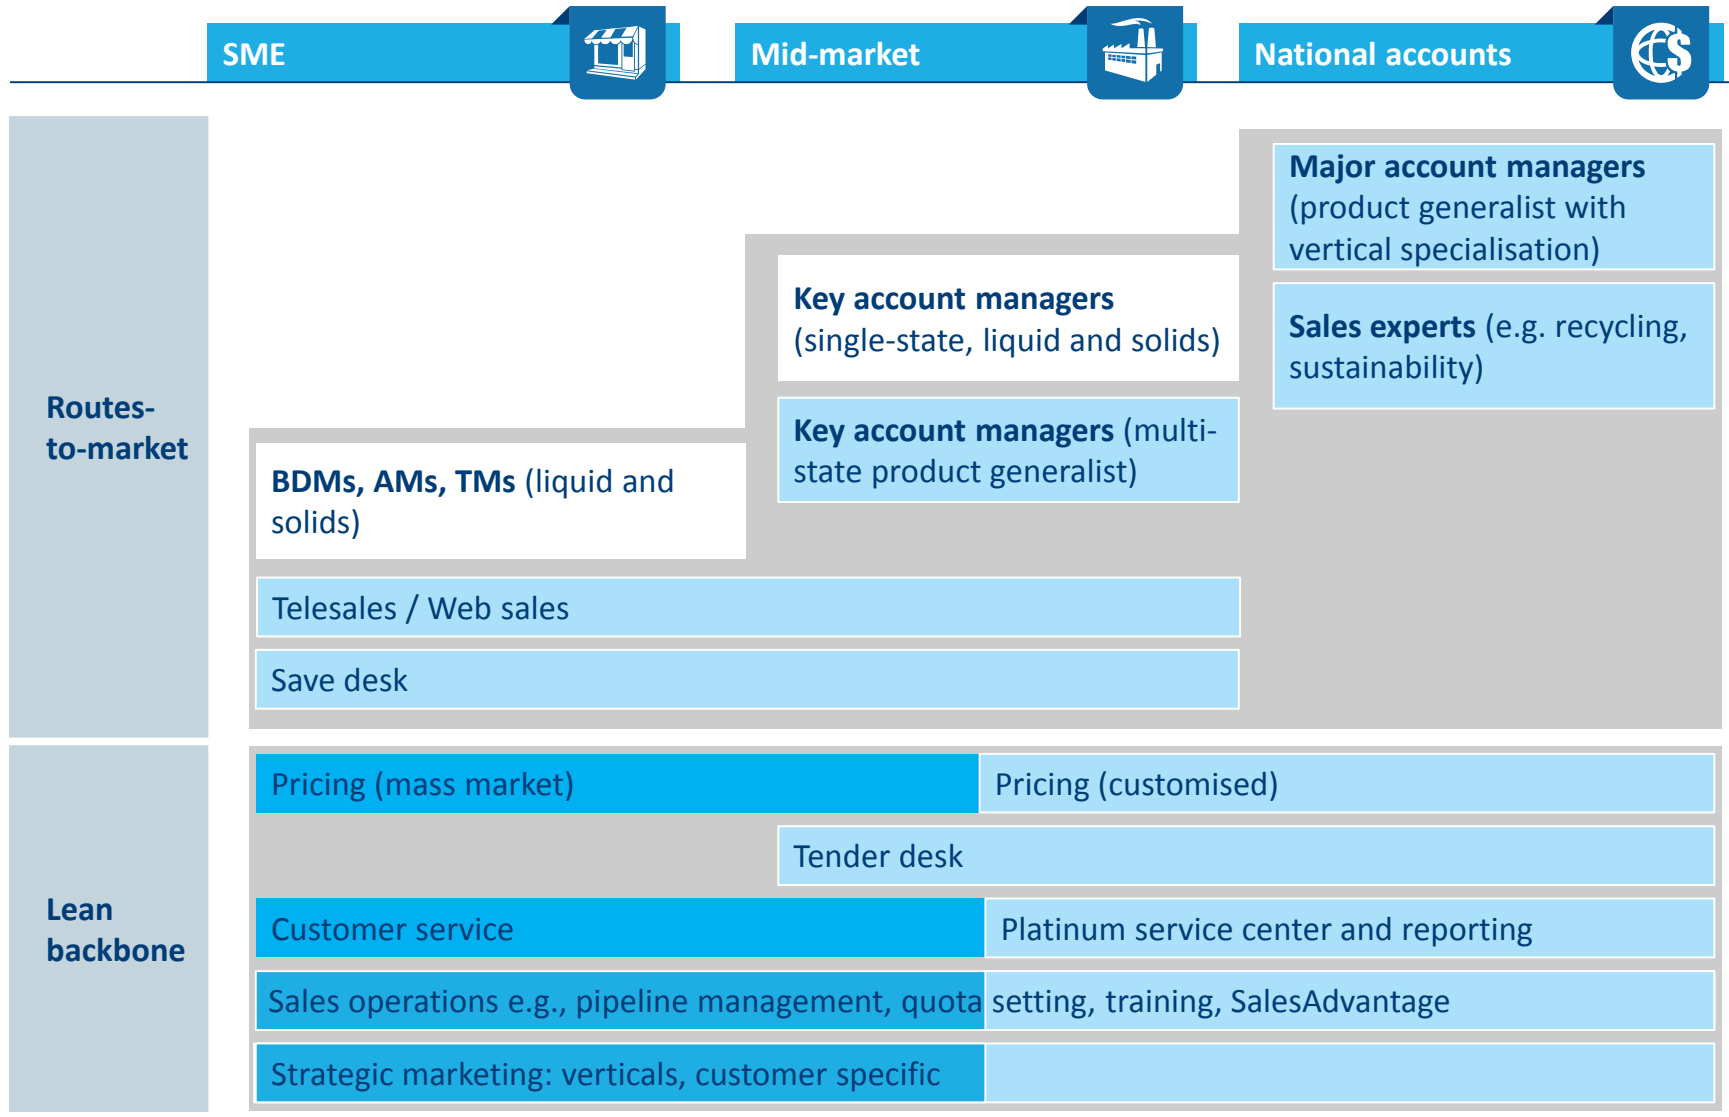 SME
Mid-market
National accounts
Routes-
to-market
BDMs, AMs, TMs (liquid and
solids)
Key account managers
(single-state, liquid and solids)
Key account managers (multi-
state product generalist)
Major account managers
(product generalist with
vertical specialisation)
Sales experts (e.g. recycling,
sustainability)
Telesales / Web sales
Save desk
Lean
backbone
Pricing (mass market)
Pricing (customised)
Tender desk
Customer service
Platinum service center and reporting
Sales operations e.g., pipeline management, quota setting, training, SalesAdvantage
Strategic marketing: verticals, customer specific